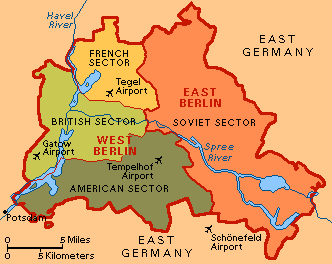 Havel
River
FRENCH
SECTOR
EAST
GERMANY
Tegel
Airport
EAST
BERLIN
BRITISH SECTOR
SOVIET SECTOR
WEST
BERLIN
Gatow
Airport
Spree
River
Tempelhof
Airport
AMERICAN SECTOR
Potsdam
EAST
GERMANY
Schönefeld
Airport
0 5 Miles
0 5 Kilometers